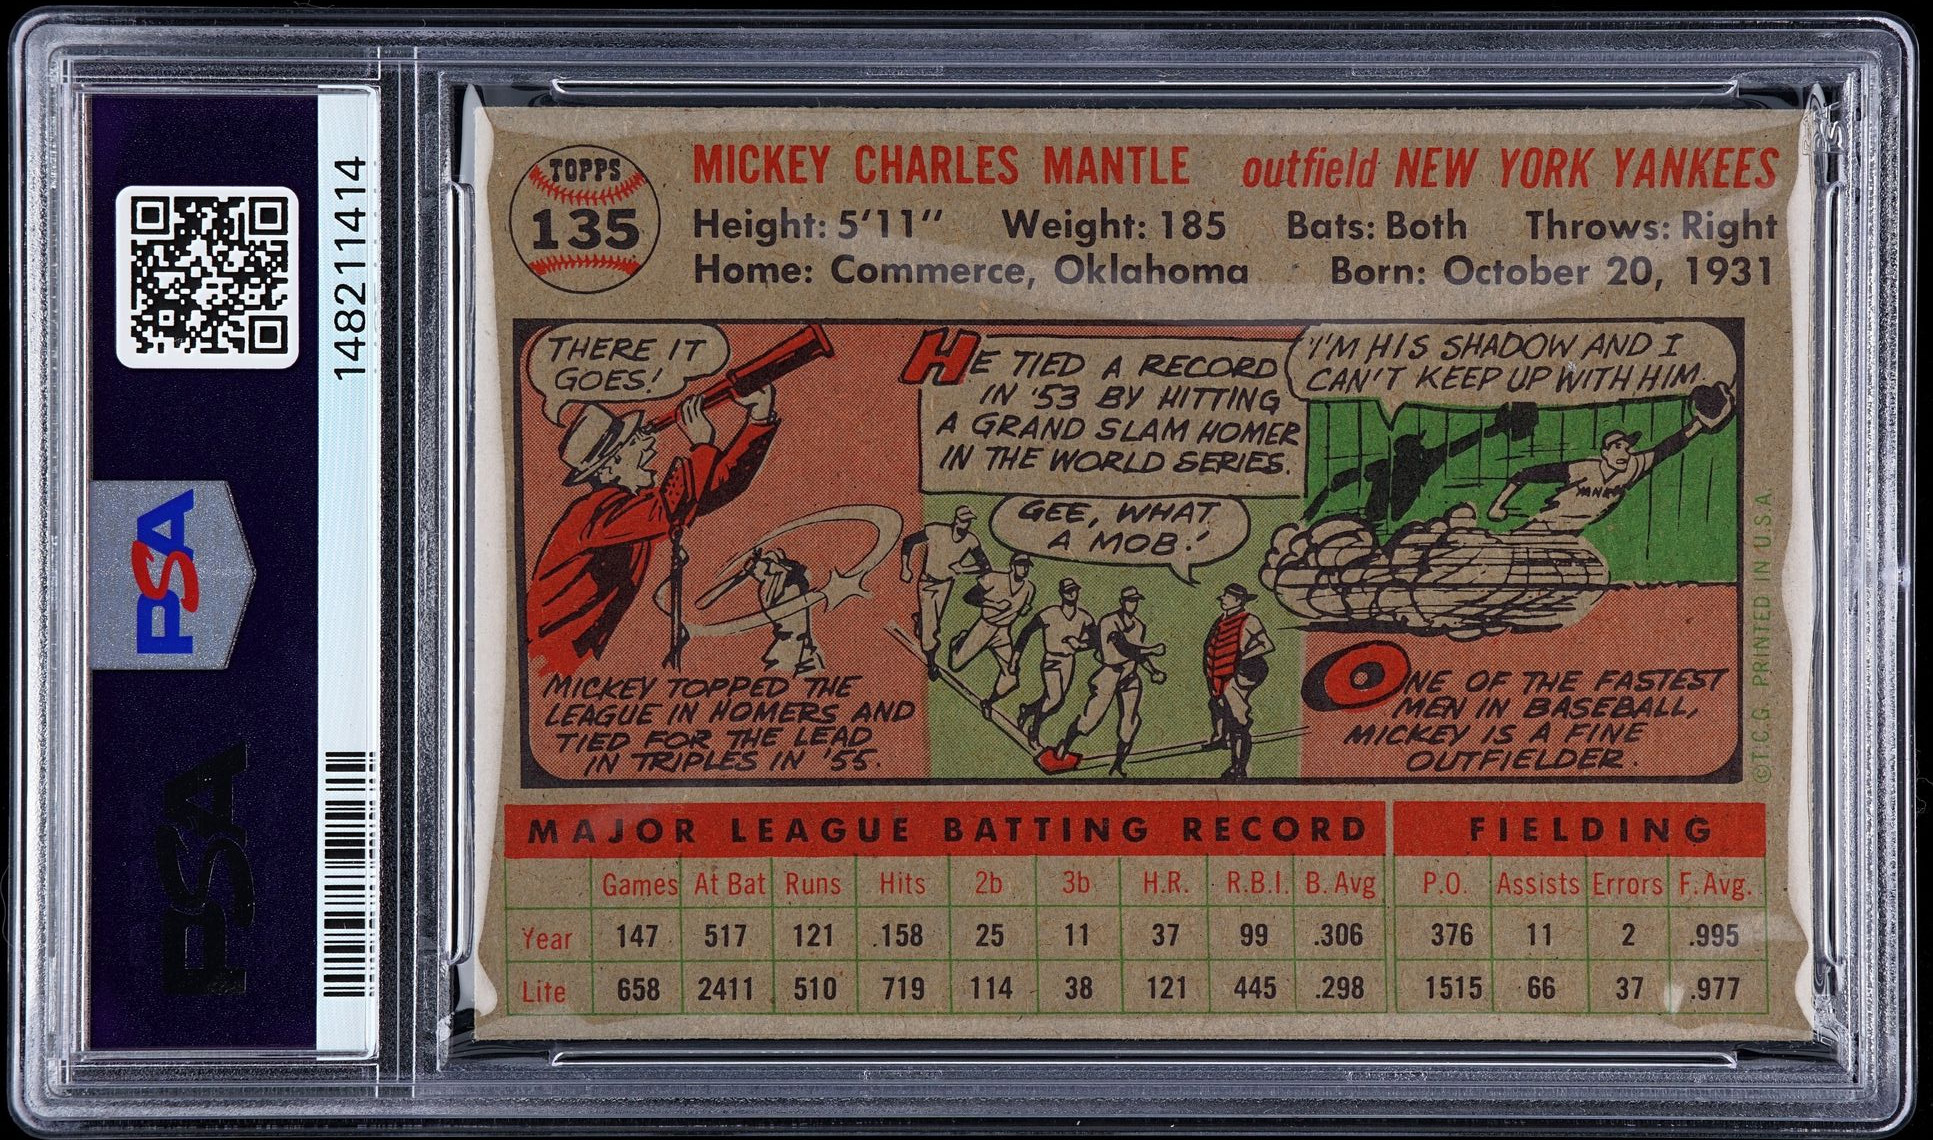 148211414
PSA
PSA
TOPPS
135
MICKEY CHARLES MANTLE outfield NEW YORK YANKEES
Height: 5'11" Weight: 185 Bats: Both Throws: Right
Home: Commerce, Oklahoma Born: October 20, 1931
THERE IT
GOES!
MICKEY TOPPED THE
LEAGUE IN HOMERS AND
TIED FOR THE LEAD
IN TRIPLES IN '55.
HE TIED A RECORD
IN '53 BY HITTING
A GRAND SLAM HOMER
IN THE WORLD SERIES.
GEE, WHAT
A MOB!
I'M HIS SHADOW AND I
CAN'T KEEP UP WITH HIM.
YANK
ONE OF THE FASTEST
MEN IN BASEBALL,
MICKEY IS A FINE
OUTFIELDER.
©T.C.G. PRINTED IN U.S.A.
MAJOR LEAGUE BATTING RECORD FIELDING
Games At Bat Runs Hits 2b 3b H.R. R.B.I. B. Avg P.O. Assists Errors F. Avg.
Year 147 517 121 .158 25 11 37 99 .306 376 11 2 .995
Life 658 2411 510 719 114 38 121 445 .298 1515 66 37 .977